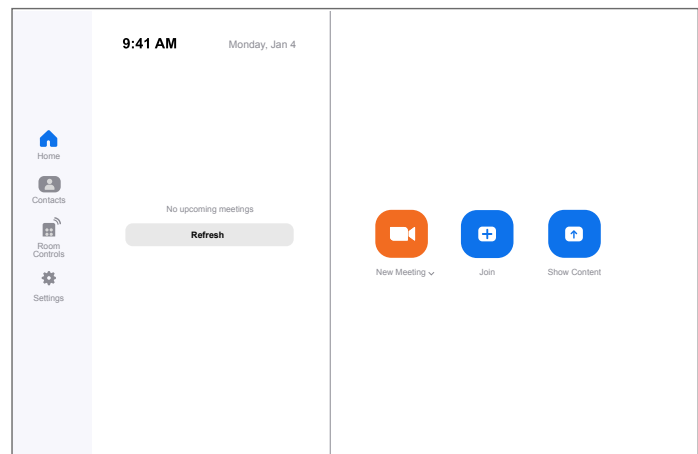 9:41 AM
Monday, Jan 4
Home
Contacts
Room
Controls
Settings
No upcoming meetings
Refresh
New Meeting
Join
Show Content